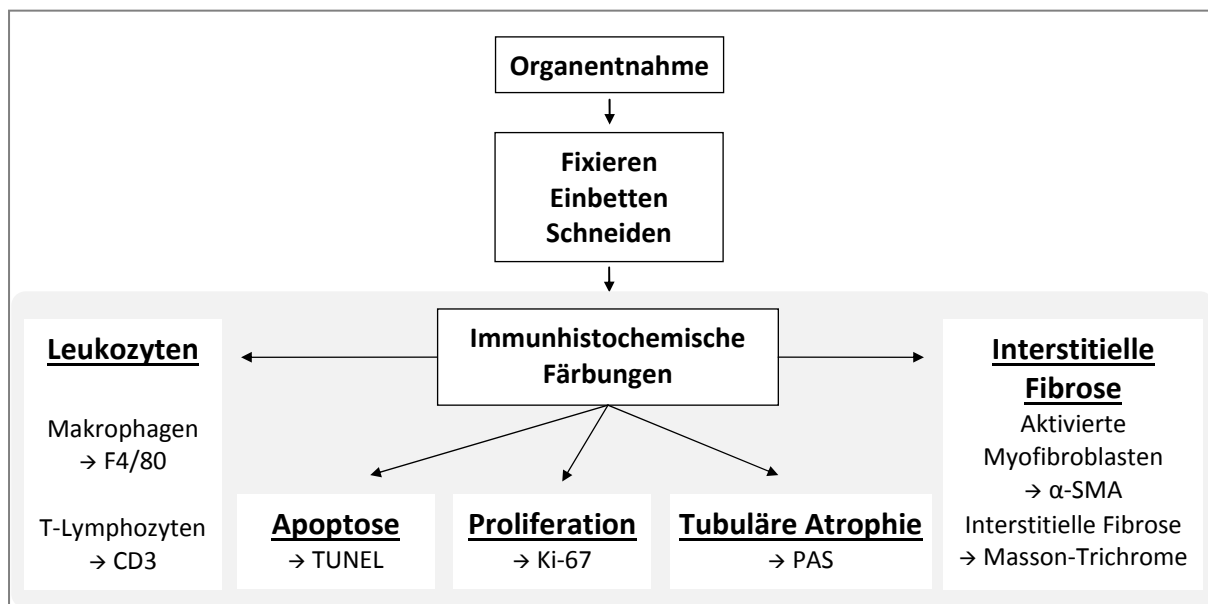 Organentnahme
Fixieren
Einbetten
Schneiden
Immunhistochemische
Färbungen
Leukozyten
Makrophagen
→ F4/80
T-Lymphozyten
→ CD3
Apoptose
→ TUNEL
Proliferation
→ Ki-67
Tubuläre Atrophie
→ PAS
Interstitielle
Fibrose
Aktivierte
Myofibroblasten
→ α-SMA
Interstitielle Fibrose
→ Masson-Trichrome